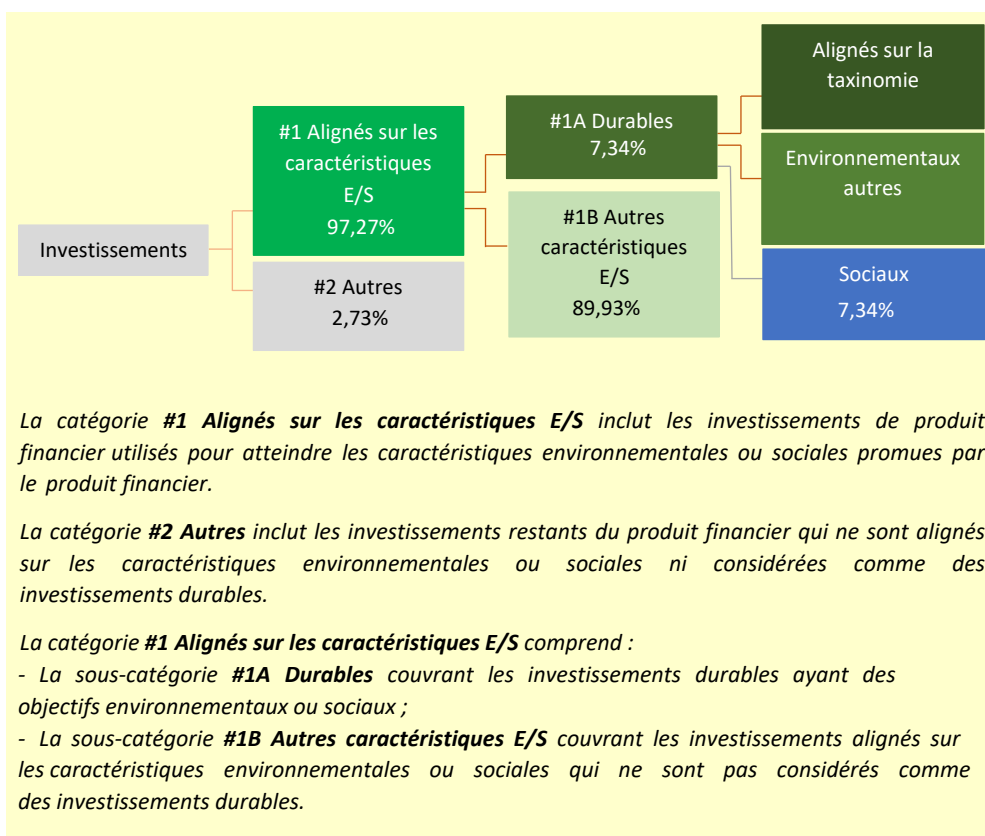 Investissements
#1 Alignés sur les
caractéristiques
E/S
97,27%
#2 Autres
2,73%
#1A Durables
7,34%
#1B Autres
caractéristiques
E/S
89,93%
Alignés sur la
taxinomie
Environnementaux
autres
Sociaux
7,34%
La catégorie #1 Alignés sur les caractéristiques E/S inclut les investissements de produit
financier utilisés pour atteindre les caractéristiques environnementales ou sociales promues par
le produit financier.
La catégorie #2 Autres inclut les investissements restants du produit financier qui ne sont alignés
sur les caractéristiques environnementales ou sociales ni considérées comme des
investissements durables.
La catégorie #1 Alignés sur les caractéristiques E/S comprend :
- La sous-catégorie #1A Durables couvrant les investissements durables ayant des
objectifs environnementaux ou sociaux ;
- La sous-catégorie #1B Autres caractéristiques E/S couvrant les investissements alignés sur
les caractéristiques environnementales ou sociales qui ne sont pas considérés comme
des investissements durables.